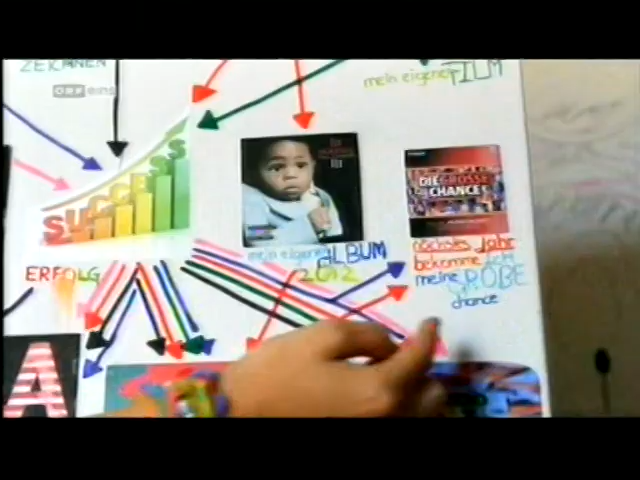 ZEICHNEN
mein eigener FILM
ORF eins
SUCCESS
DIE GROSSE
CHANCE
mein eigenes ALBUM
2012
nächstes Jahr
bekomme ich
meine GROßE
chance
ERFOLG
A